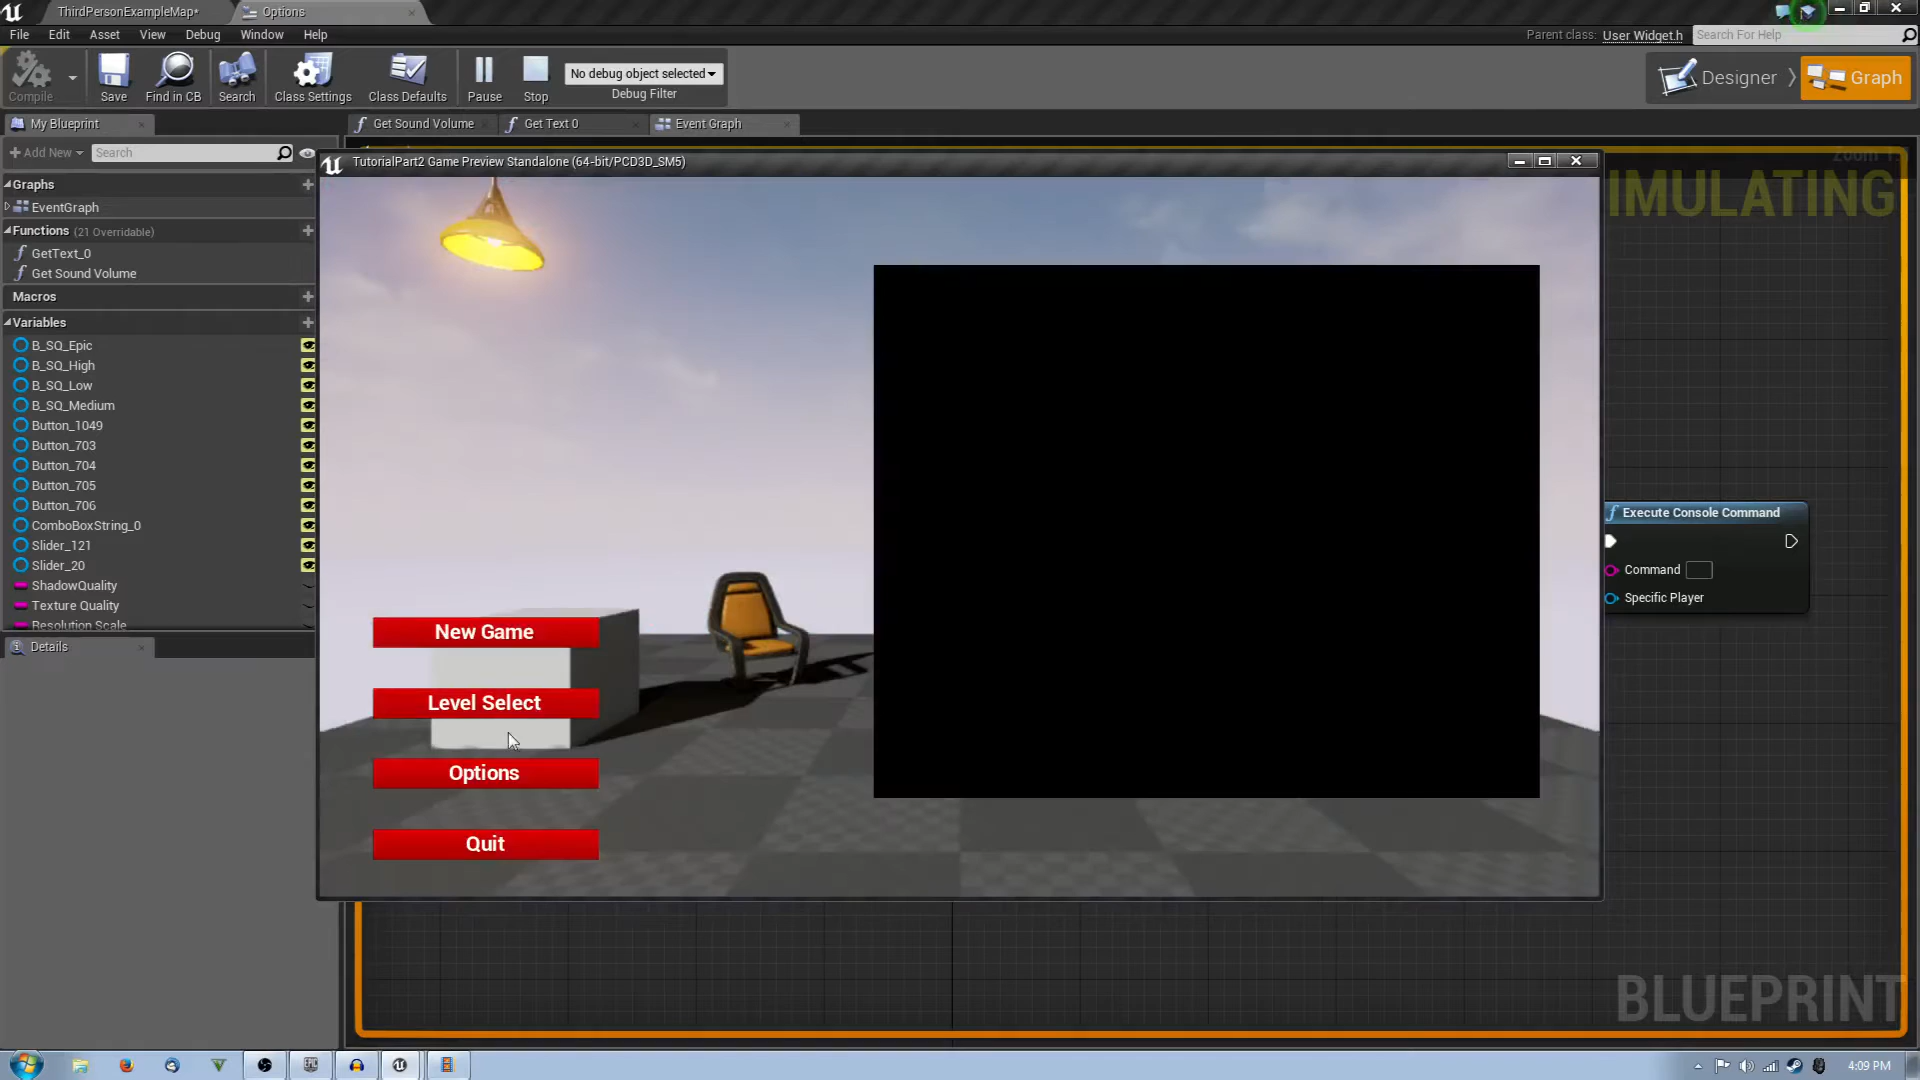 ThirdPersonExampleMap*
Options
File Edit Asset View Debug Window Help
Parent class: User Widget.h
Search For Help
Compile
Save
Find in CB
Search
Class Settings
Class Defaults
Pause
Stop
No debug object selected
Debug Filter
Designer
Graph
My Blueprint
Get Sound Volume
Get Text 0
Event Graph
Add New
Search
TutorialPart2 Game Preview Standalone (64-bit/PCD3D_SM5)
Graphs
EventGraph
Functions (21 Overridable)
GetText_0
Get Sound Volume
Macros
Variables
B_SQ_Epic
B_SQ_High
B_SQ_Low
B_SQ_Medium
Button_1049
Button_703
Button_704
Button_705
Button_706
ComboBoxString_0
Slider_121
Slider_20
ShadowQuality
Texture Quality
Resolution Scale
Details
New Game
Level Select
Options
Quit
IMULATING
Execute Console Command
Command
Specific Player
BLUEPRINT
4:09 PM